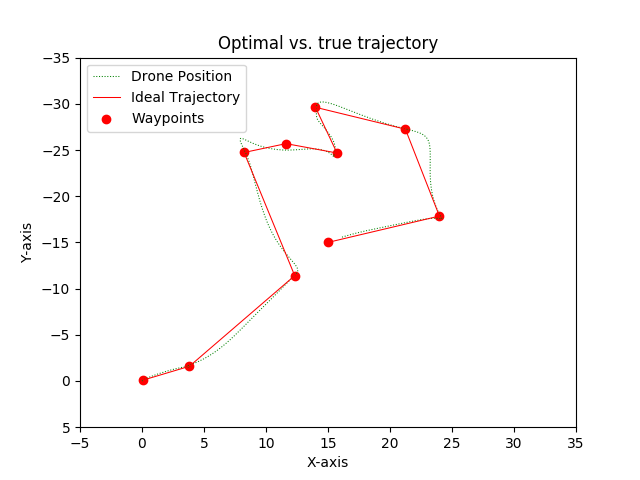 Optimal vs. true trajectory
Drone Position
Ideal Trajectory
Waypoints
Y-axis
−35
−30
−25
−20
−15
−10
−5
0
5
−5 0 5 10 15 20 25 30 35
X-axis